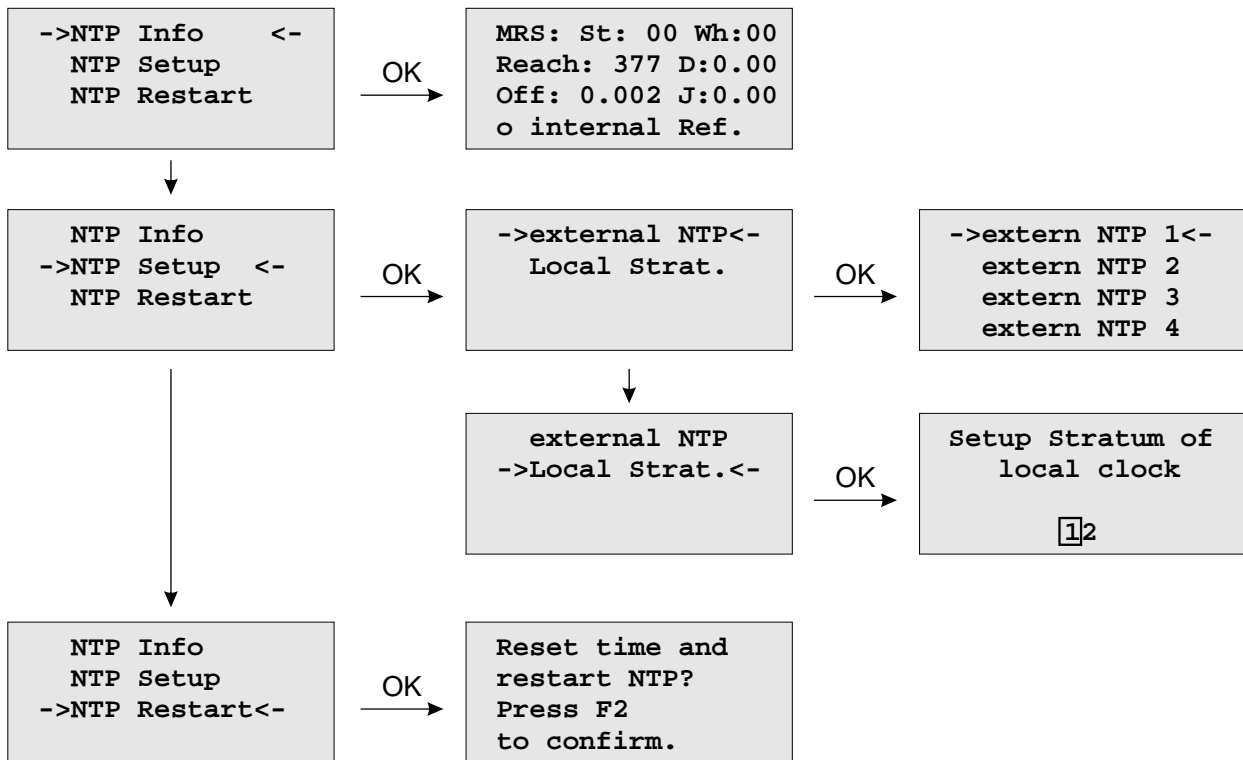 ->NTP Info <-
NTP Setup
NTP Restart
OK
MRS: St: 00 Wh:00
Reach: 377 D:0.00
Off: 0.002 J:0.00
o internal Ref.
NTP Info
->NTP Setup <-
NTP Restart
OK
->external NTP<-
Local Strat.
OK
->extern NTP 1<-
extern NTP 2
extern NTP 3
extern NTP 4
external NTP
->Local Strat.<-
OK
Setup Stratum of
local clock
12
NTP Info
NTP Setup
->NTP Restart<-
OK
Reset time and
restart NTP?
Press F2
to confirm.